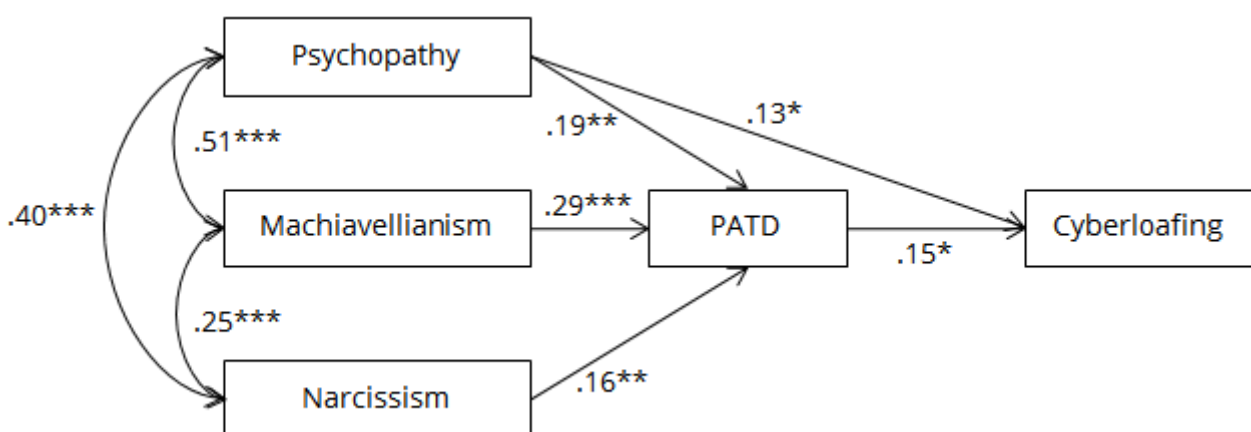 Psychopathy
.19**
.13*
.51***
.40***
Machiavellianism
.29***
PATD
.15*
Cyberloafing
.25***
.16**
Narcissism